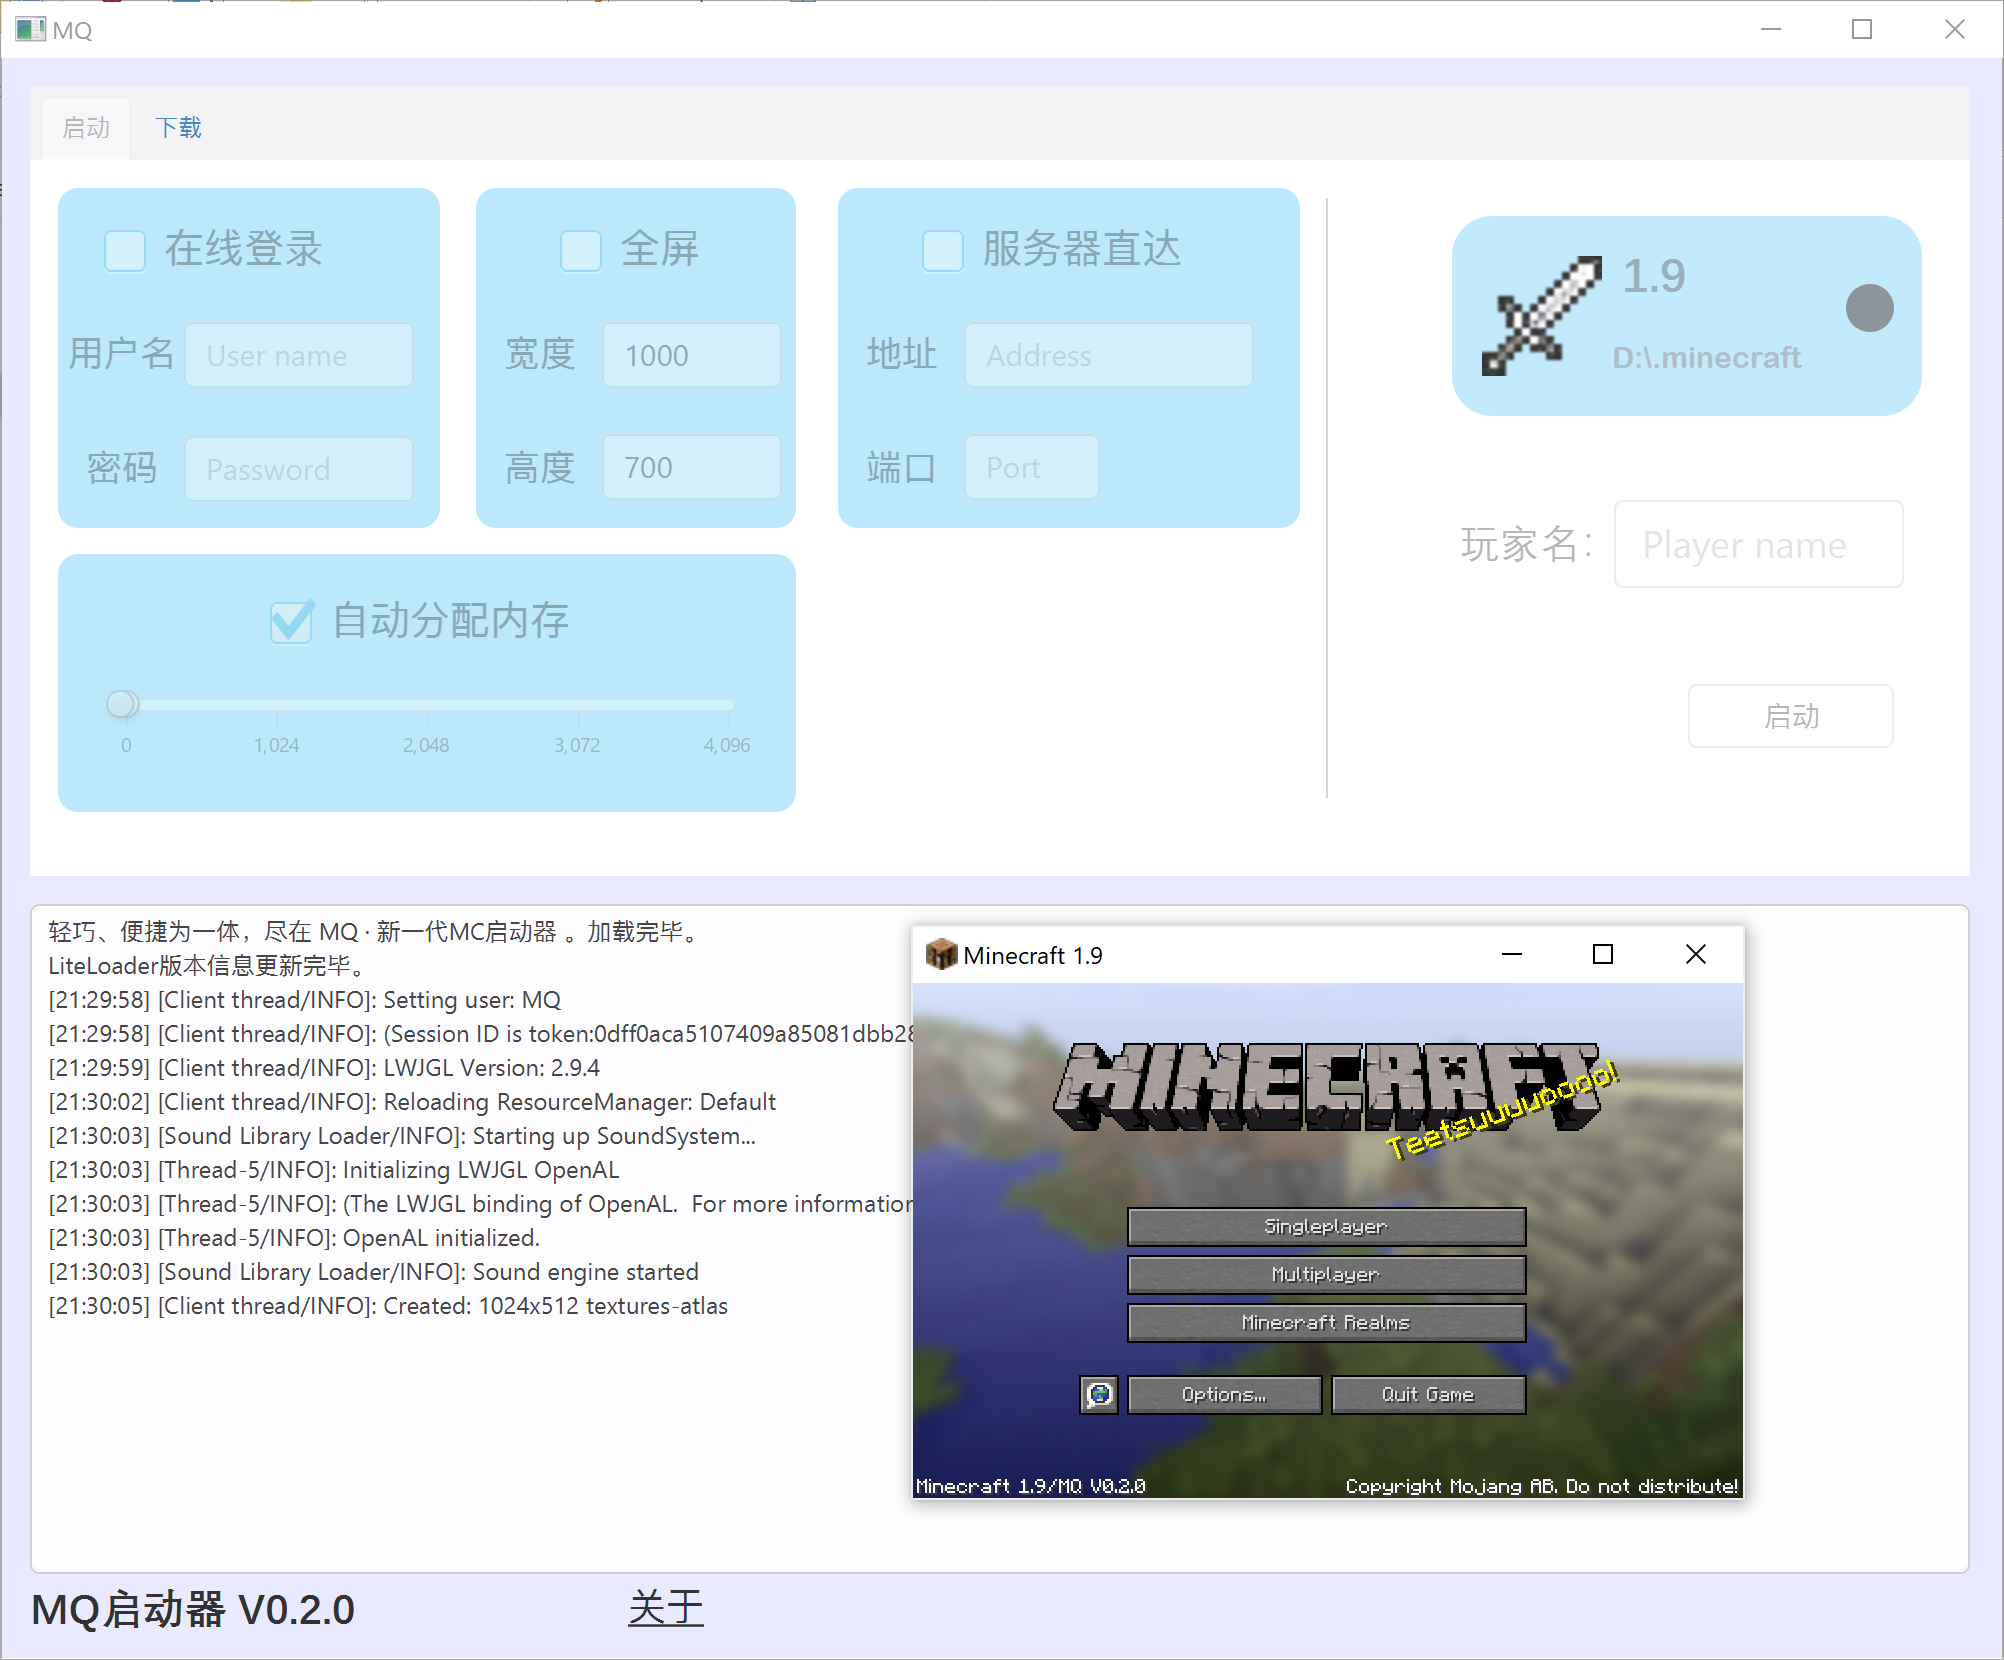 MQ
启动
下载
在线登录
用户名 User name
密码 Password
全屏
宽度 1000
高度 700
服务器直达
地址 Address
端口 Port
1.9
D:\.minecraft
玩家名： Player name
启动
自动分配内存
0 1,024 2,048 3,072 4,096
轻巧、便捷为一体，尽在 MQ · 新一代MC启动器 。加载完毕。
LiteLoader版本信息更新完毕。
[21:29:58] [Client thread/INFO]: Setting user: MQ
[21:29:58] [Client thread/INFO]: (Session ID is token:0dff0aca5107409a85081dbb28
[21:29:59] [Client thread/INFO]: LWJGL Version: 2.9.4
[21:30:02] [Client thread/INFO]: Reloading ResourceManager: Default
[21:30:03] [Sound Library Loader/INFO]: Starting up SoundSystem...
[21:30:03] [Thread-5/INFO]: Initializing LWJGL OpenAL
[21:30:03] [Thread-5/INFO]: (The LWJGL binding of OpenAL.  For more information
[21:30:03] [Thread-5/INFO]: OpenAL initialized.
[21:30:03] [Sound Library Loader/INFO]: Sound engine started
[21:30:05] [Client thread/INFO]: Created: 1024x512 textures-atlas
Minecraft 1.9
MINECRAFT
Teetsuuuuoooo!
Singleplayer
Multiplayer
Minecraft Realms
Options...
Quit Game
Minecraft 1.9/MQ V0.2.0
Copyright Mojang AB. Do not distribute!
MQ启动器 V0.2.0
关于